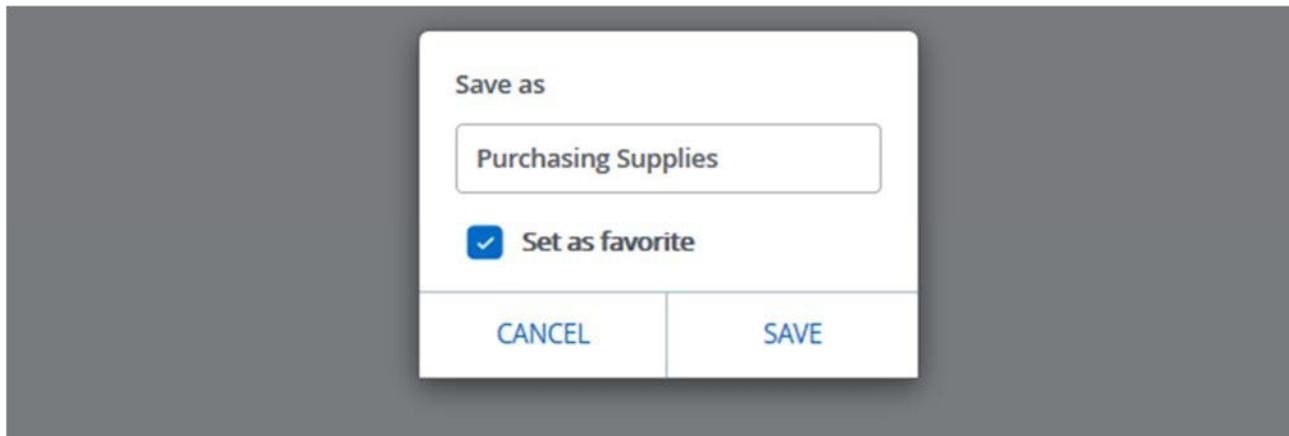 Save as
Purchasing Supplies
Set as favorite
CANCEL SAVE